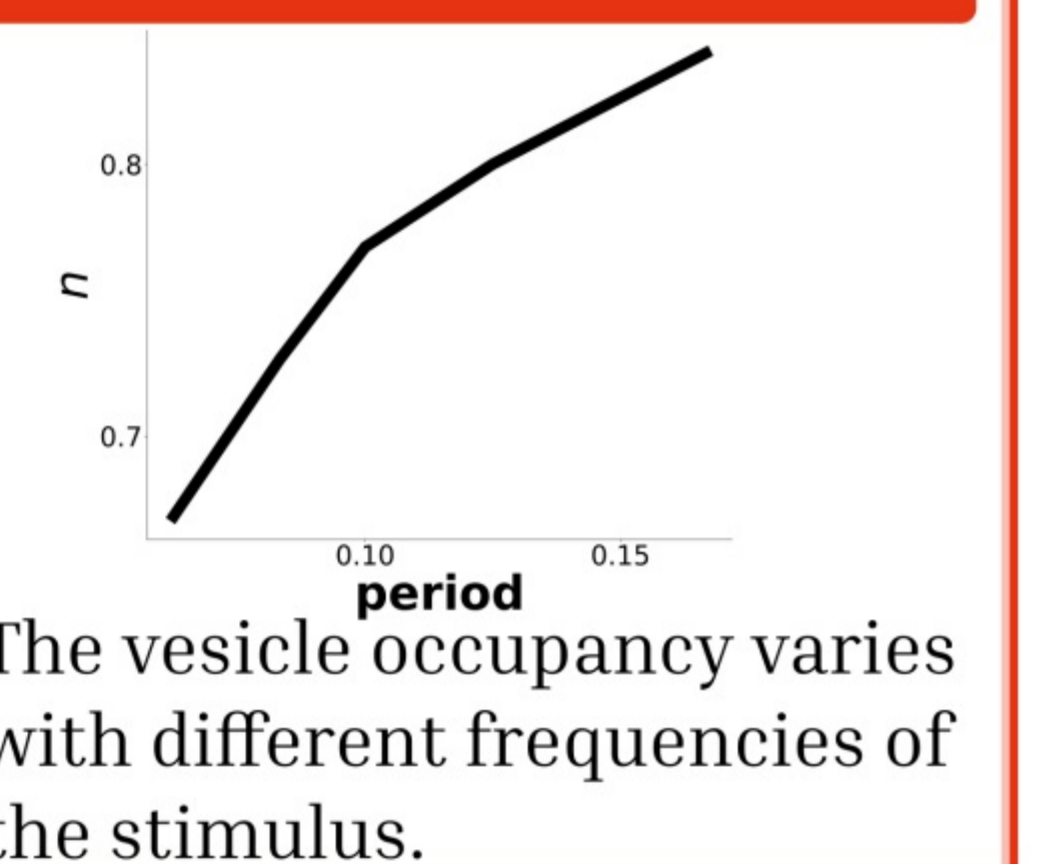 0.8
n
0.7
0.10 0.15
period
The vesicle occupancy varies
with different frequencies of
the stimulus.